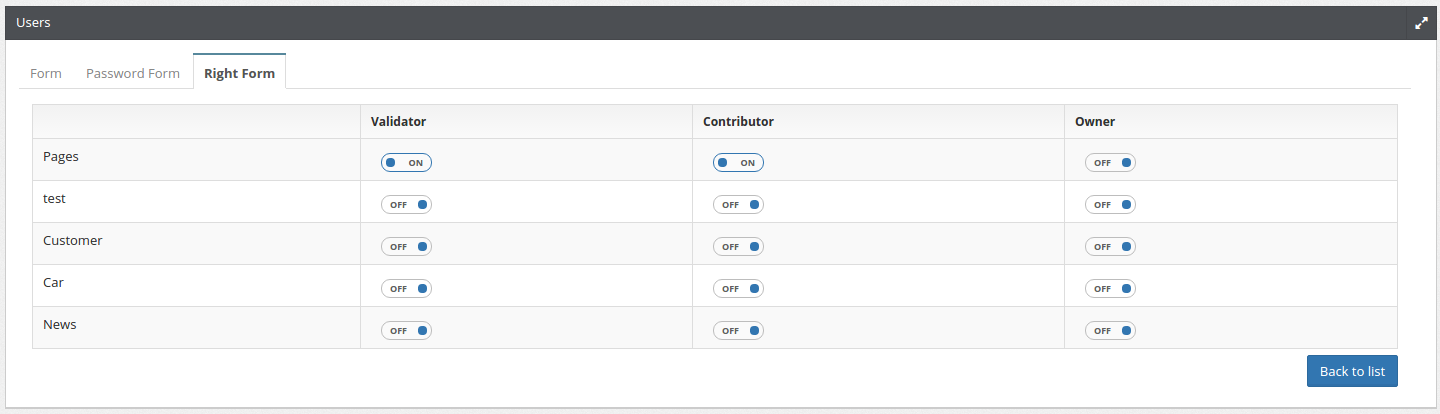 Users
Form Password Form Right Form
Validator Contributor Owner
Pages ON ON OFF
test OFF OFF OFF
Customer OFF OFF OFF
Car OFF OFF OFF
News OFF OFF OFF
Back to list